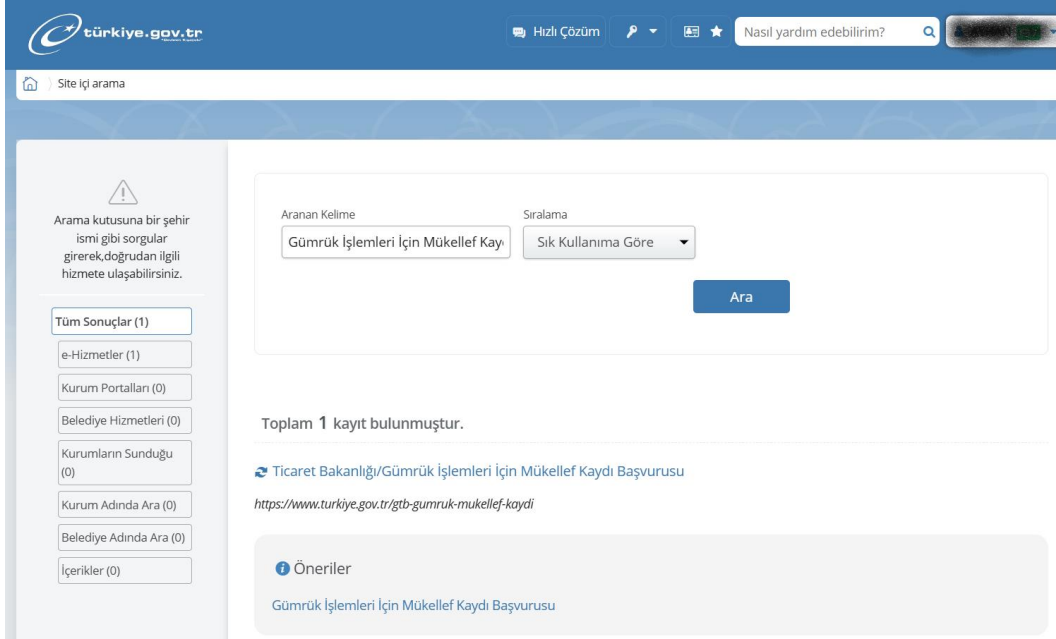 türkiye.gov.tr
Hızlı Çözüm
Nasıl yardım edebilirim?
Site içi arama
Arama kutusuna bir şehir
ismi gibi sorgular
girerek,doğrudan ilgili
hizmete ulaşabilirsiniz.
Tüm Sonuçlar (1)
e-Hizmetler (1)
Kurum Portalları (0)
Belediye Hizmetleri (0)
Kurumların Sunduğu
(0)
Kurum Adında Ara (0)
Belediye Adında Ara (0)
İçerikler (0)
Aranan Kelime
Gümrük İşlemleri İçin Mükellef Kay
Sıralama
Sık Kullanıma Göre
Ara
Toplam 1 kayıt bulunmuştur.
Ticaret Bakanlığı/Gümrük İşlemleri İçin Mükellef Kaydı Başvurusu
https://www.turkiye.gov.tr/gtb-gumruk-mukellef-kaydi
Öneriler
Gümrük İşlemleri İçin Mükellef Kaydı Başvurusu